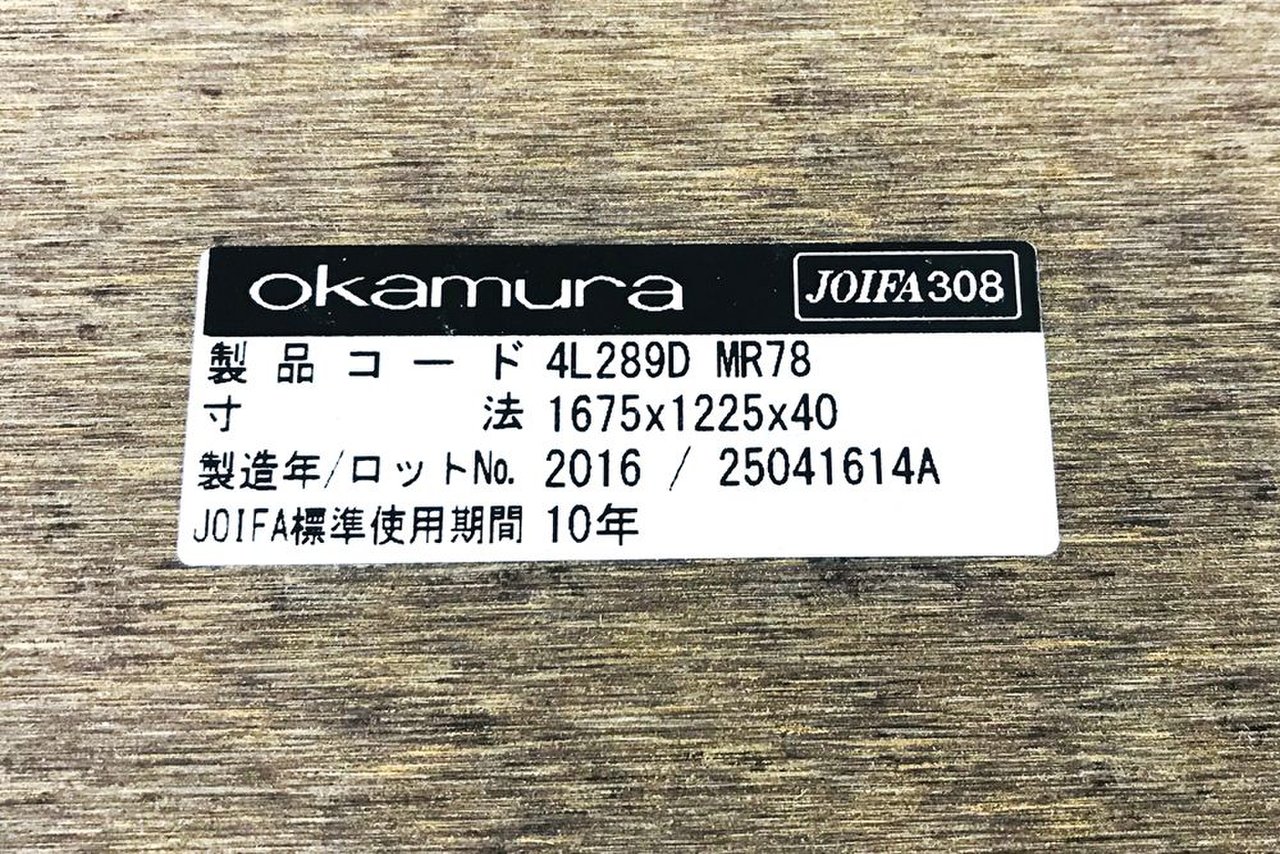 okamura JOIFA308
製品コード 4L289D MR78
寸法 1675x1225x40
製造年/ロットNo. 2016 / 25041614A
JOIFA標準使用期間 10年